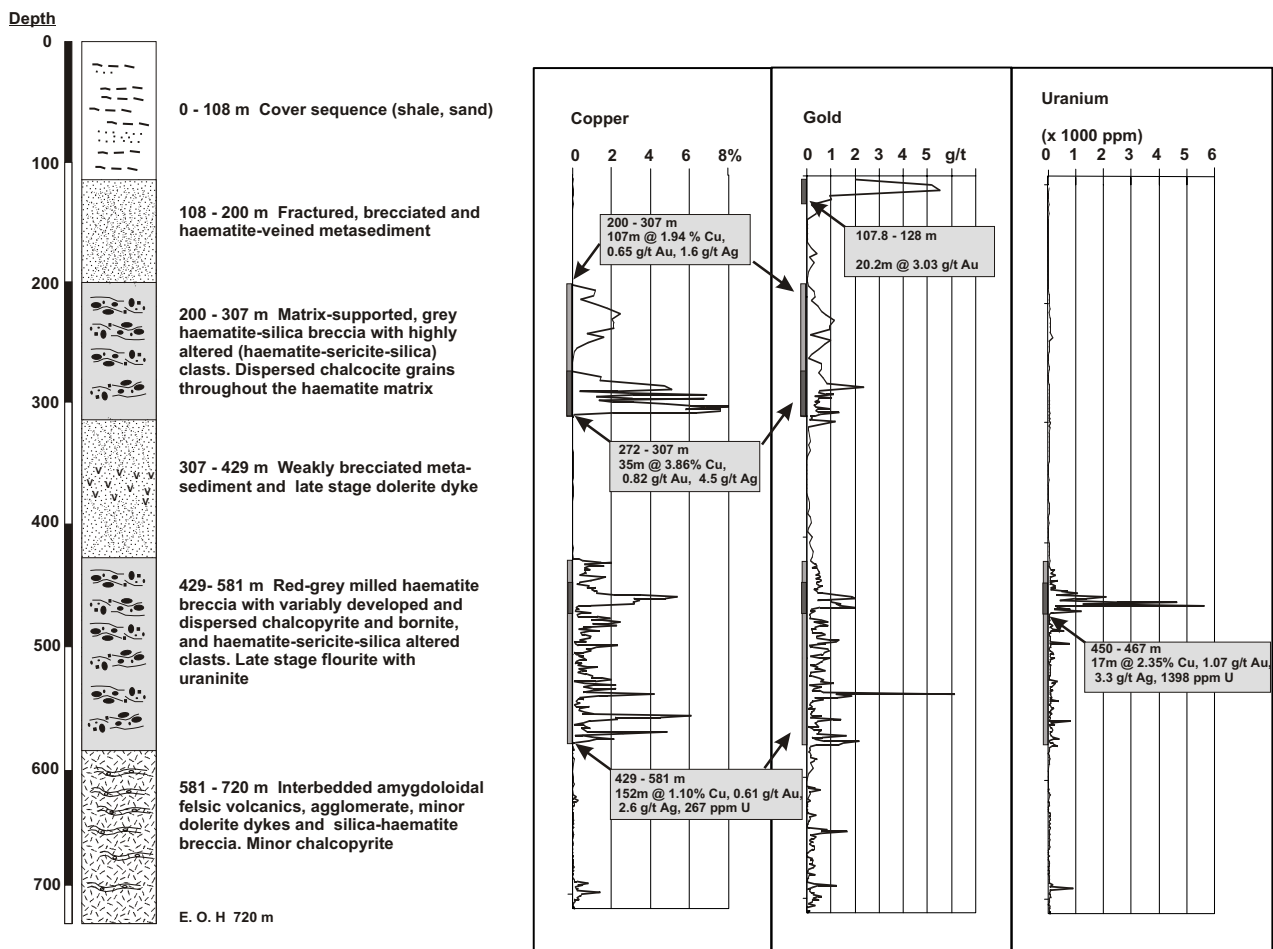 Depth
0
100
200
300
400
500
600
700
0 - 108 m Cover sequence (shale, sand)
108 - 200 m Fractured, brecciated and
haematite-veined metasediment
200 - 307 m Matrix-supported, grey
haematite-silica breccia with highly
altered (haematite-sericite-silica)
clasts. Dispersed chalcocite grains
throughout the haematite matrix
307 - 429 m Weakly brecciated meta-
sediment and late stage dolerite dyke
429- 581 m Red-grey milled haematite
breccia with variably developed and
dispersed chalcopyrite and bornite,
and haematite-sericite-silica altered
clasts. Late stage flourite with
uraninite
581 - 720 m Interbedded amygdoloidal
felsic volcanics, agglomerate, minor
dolerite dykes and silica-haematite
breccia. Minor chalcopyrite
E. O. H 720 m
Copper
0 2 4 6 8%
200 - 307 m
107m @ 1.94 % Cu,
0.65 g/t Au, 1.6 g/t Ag
272 - 307 m
35m @ 3.86% Cu,
0.82 g/t Au, 4.5 g/t Ag
429 - 581 m
152m @ 1.10% Cu, 0.61 g/t Au,
2.6 g/t Ag, 267 ppm U
Gold
0 1 2 3 4 5 g/t
107.8 - 128 m
20.2m @ 3.03 g/t Au
Uranium
(x 1000 ppm)
0 1 2 3 4 5 6
450 - 467 m
17m @ 2.35% Cu, 1.07 g/t Au,
3.3 g/t Ag, 1398 ppm U
V V V V
V V V V V
V V V
V